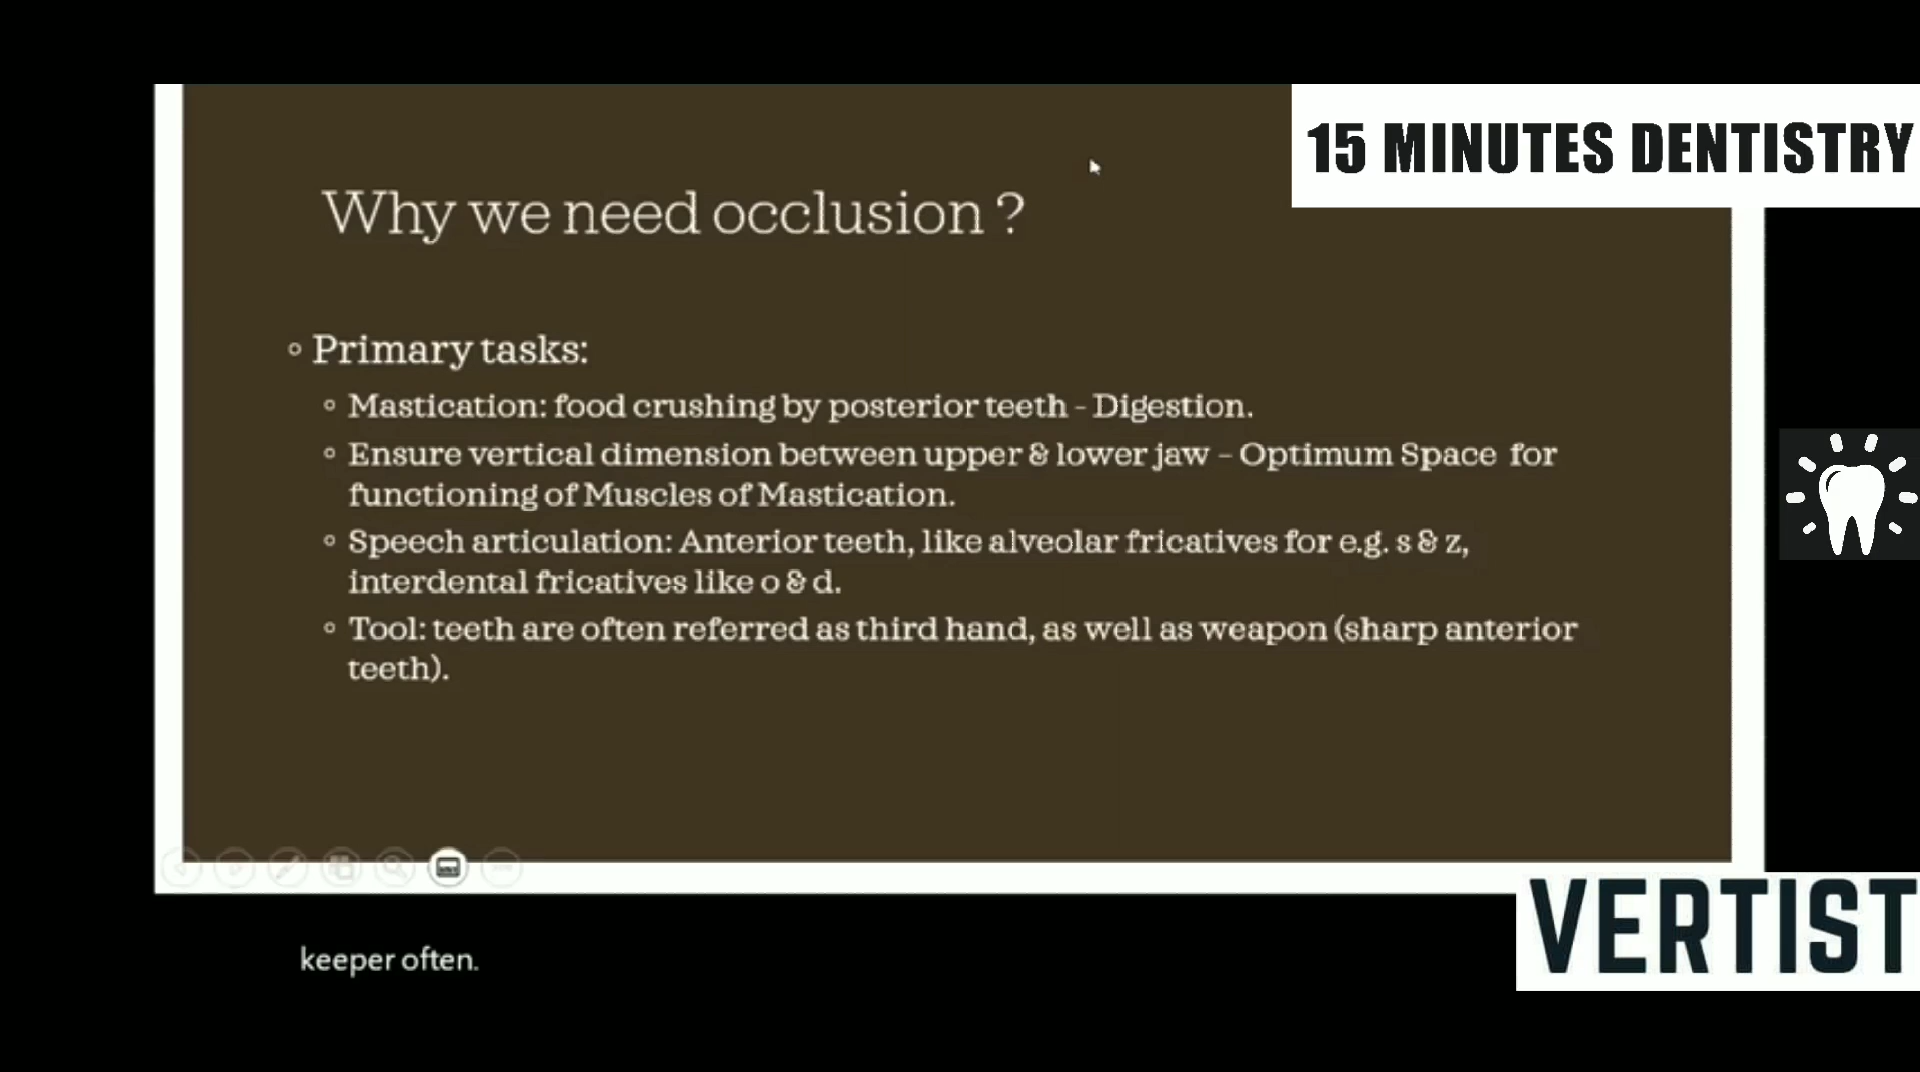 15 MINUTES DENTISTRY
Why we need occlusion ?
Primary tasks:
Mastication: food crushing by posterior teeth - Digestion.
Ensure vertical dimension between upper & lower jaw – Optimum Space for
functioning of Muscles of Mastication.
Speech articulation: Anterior teeth, like alveolar fricatives for e.g. s & z,
interdental fricatives like o & d.
Tool: teeth are often referred as third hand, as well as weapon (sharp anterior
teeth).
VERTIST
keeper often.